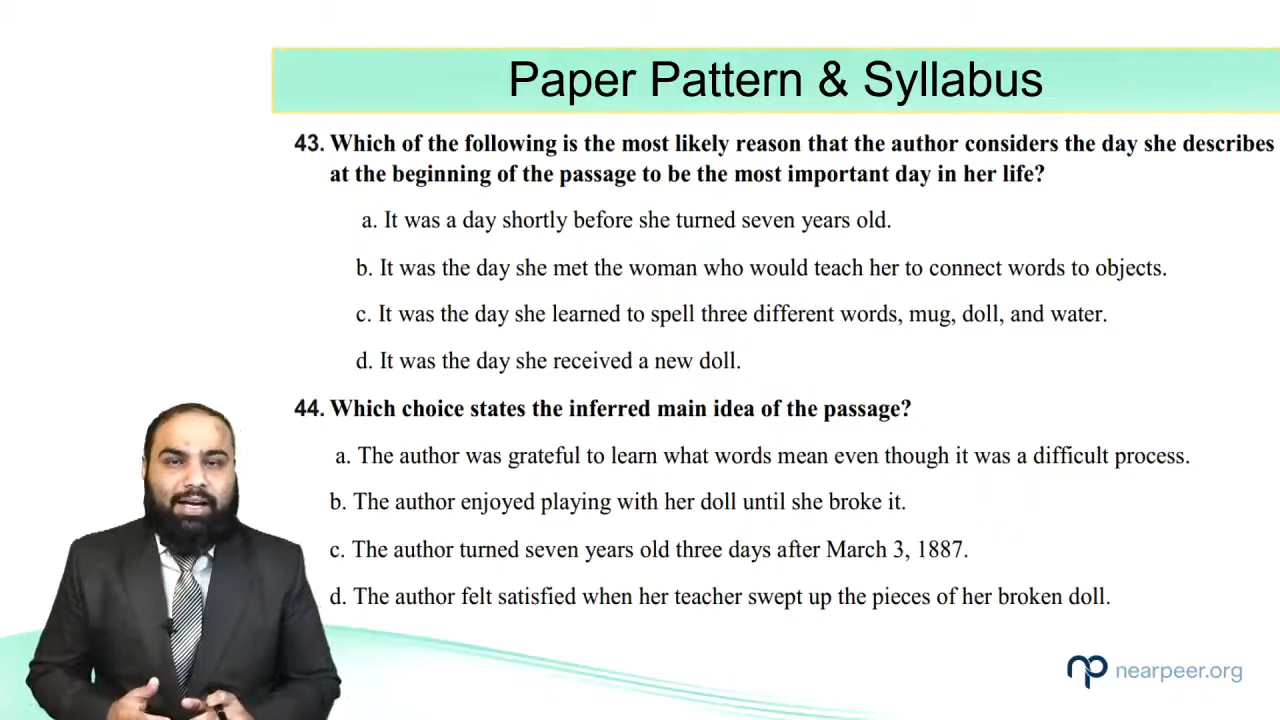 Paper Pattern & Syllabus
43. Which of the following is the most likely reason that the author considers the day she describes
at the beginning of the passage to be the most important day in her life?
a. It was a day shortly before she turned seven years old.
b. It was the day she met the woman who would teach her to connect words to objects.
c. It was the day she learned to spell three different words, mug, doll, and water.
d. It was the day she received a new doll.
44. Which choice states the inferred main idea of the passage?
a. The author was grateful to learn what words mean even though it was a difficult process.
b. The author enjoyed playing with her doll until she broke it.
c. The author turned seven years old three days after March 3, 1887.
d. The author felt satisfied when her teacher swept up the pieces of her broken doll.
nearpeer.org